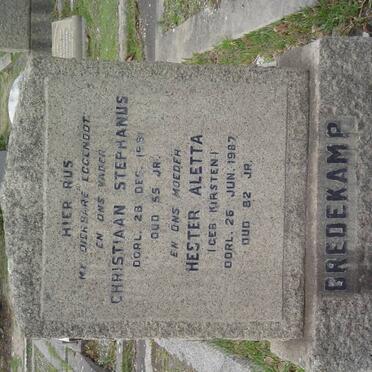 HIER RUS
MY DIERBARE EGGENOOT
EN ONS VADER
CHRISTIAAN STEPHANUS
OORL. 28 DES. 1951
OUD 55 JR.
EN ONS MOEDER
HESTER ALETTA
(GEB KIRSTEN)
OORL. 26 JUN. 1987
OUD 82 JR.
BREDEKAMP